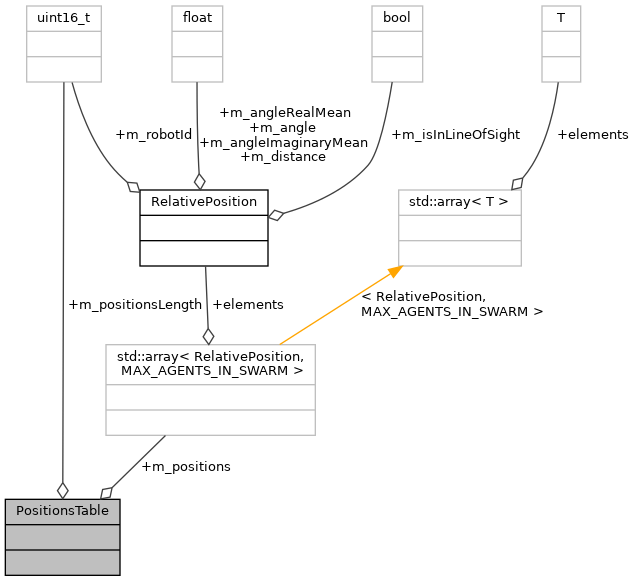 uint16_t
float
bool
T
+m_angleRealMean
+m_angle
+m_angleImaginaryMean
+m_distance
+m_robotId
+m_isInLineOfSight
+elements
RelativePosition
std::array< T >
+m_positionsLength
+elements
< RelativePosition,
MAX_AGENTS_IN_SWARM >
std::array< RelativePosition,
MAX_AGENTS_IN_SWARM >
+m_positions
PositionsTable